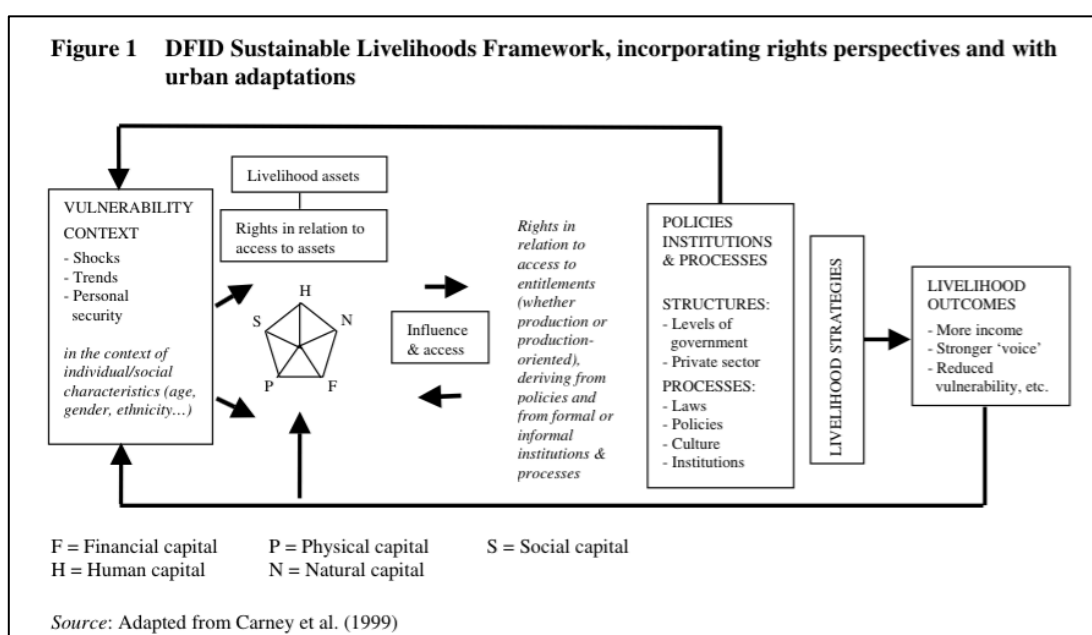 Figure 1 DFID Sustainable Livelihoods Framework, incorporating rights perspectives and with
urban adaptations
Livelihood assets
Rights in relation to
access to assets
VULNERABILITY
CONTEXT
- Shocks
- Trends
- Personal
security
in the context of
individual/social
characteristics (age,
gender, ethnicity…)
H
S
N
P
F
Influence
& access
Rights in
relation to
access to
entitlements
(whether
production or
production-
oriented),
deriving from
policies and
from formal or
informal
institutions &
processes
POLICIES
INSTITUTIONS
& PROCESSES
STRUCTURES:
- Levels of
government
- Private sector
PROCESSES:
- Laws
- Policies
- Culture
- Institutions
LIVELIHOOD STRATEGIES
LIVELIHOOD
OUTCOMES
- More income
- Stronger ‘voice’
- Reduced
vulnerability, etc.
F = Financial capital P = Physical capital S = Social capital
H = Human capital N = Natural capital
Source: Adapted from Carney et al. (1999)